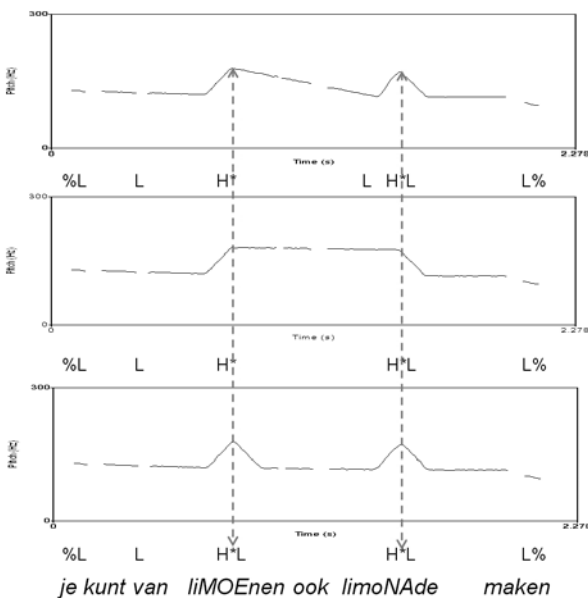 300
Pitch (Hz)
0
0 Time (s) 2.278
%L L H* L H*L L%
300
Pitch (Hz)
0
0 Time (s) 2.278
%L L H* H*L L%
300
Pitch (Hz)
0
0 Time (s) 2.278
%L L H*L H*L L%
je kunt van liMOEnen ook limoNAde maken